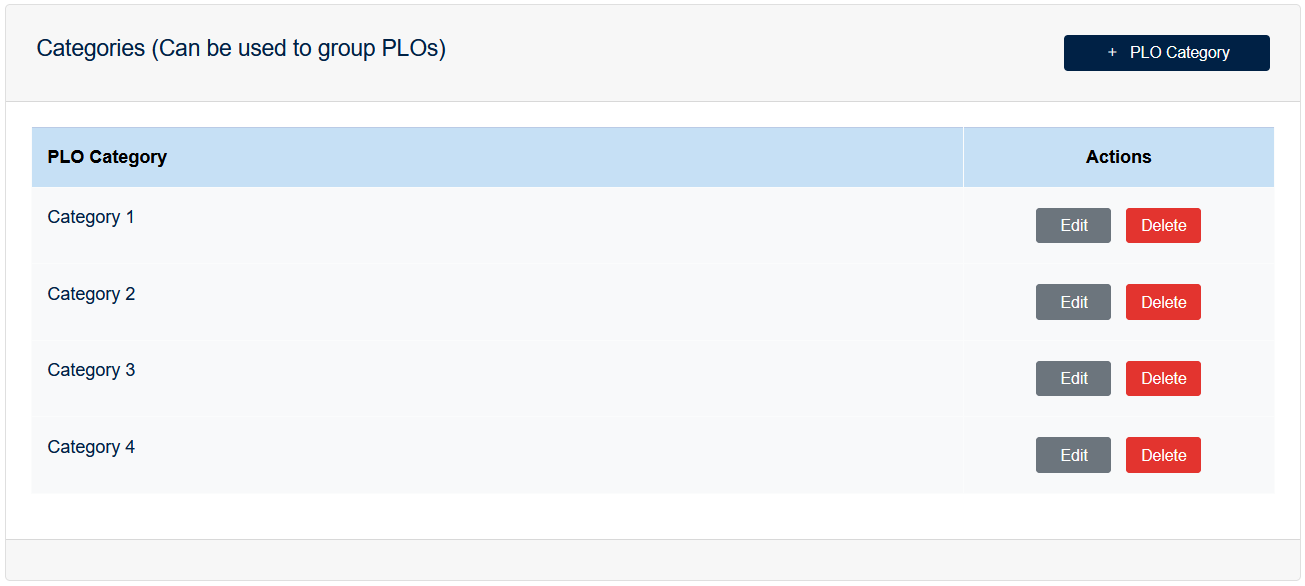 Categories (Can be used to group PLOs)
+ PLO Category
PLO Category Actions
Category 1 Edit Delete
Category 2 Edit Delete
Category 3 Edit Delete
Category 4 Edit Delete